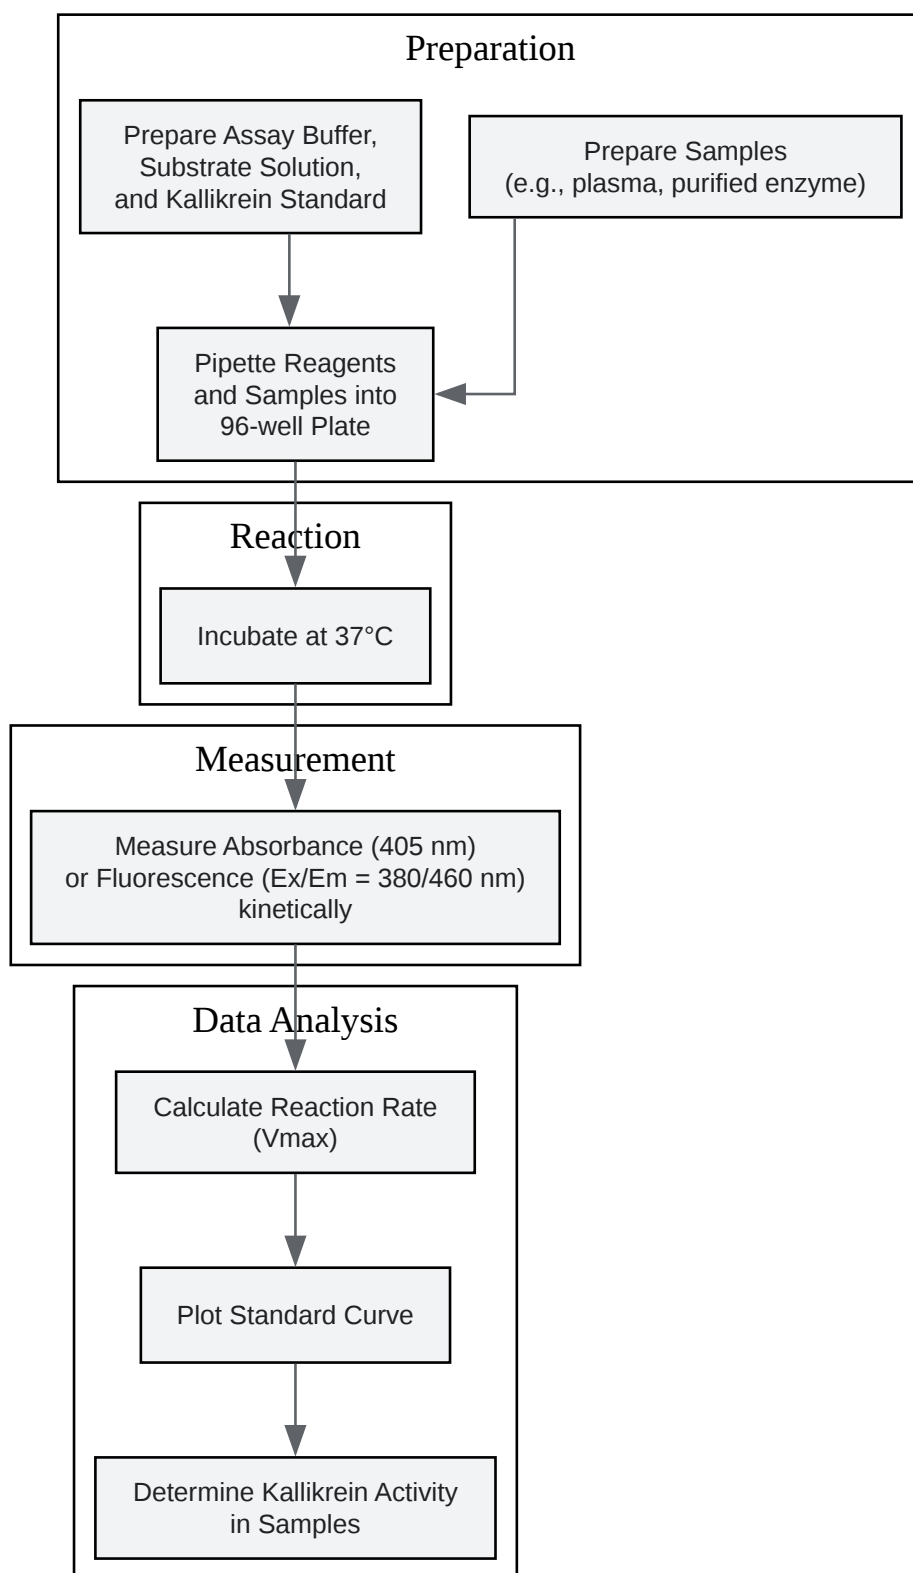 Preparation
Prepare Assay Buffer,
Substrate Solution,
and Kallikrein Standard
Prepare Samples
(e.g., plasma, purified enzyme)
Pipette Reagents
and Samples into
96-well Plate
Reaction
Incubate at 37°C
Measurement
Measure Absorbance (405 nm)
or Fluorescence (Ex/Em = 380/460 nm)
kinetically
Data Analysis
Calculate Reaction Rate
(Vmax)
Plot Standard Curve
Determine Kallikrein Activity
in Samples